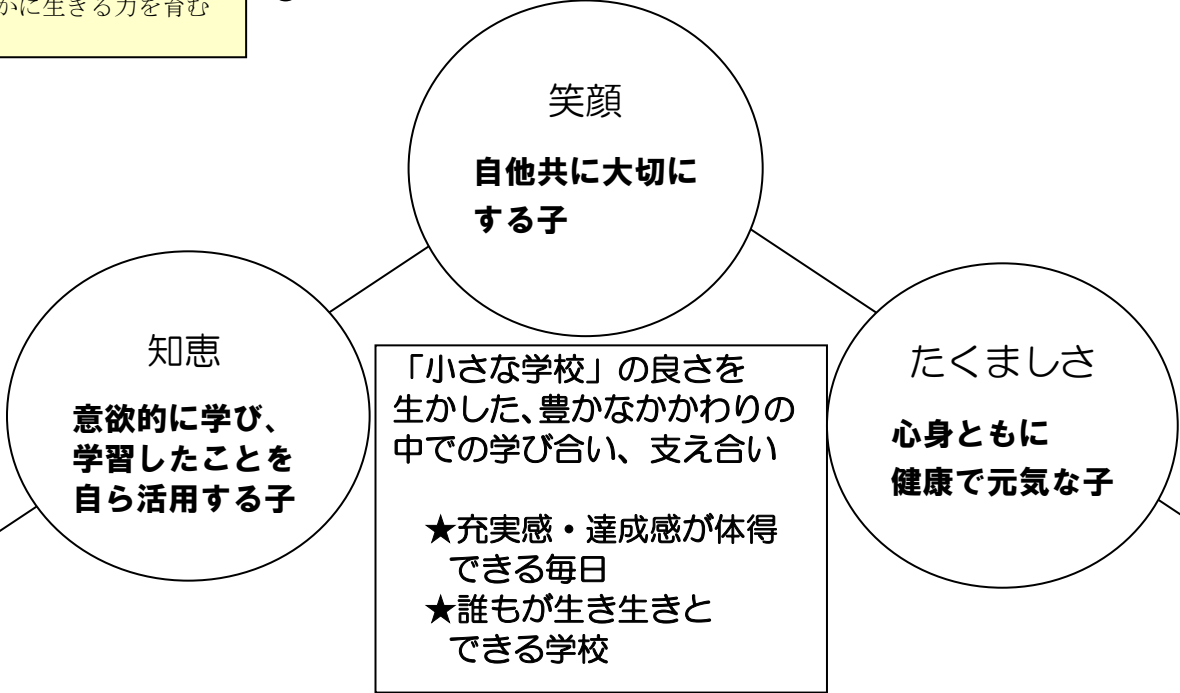 かに生きる力を育む
笑顔
自他共に大切に
する子
知恵
意欲的に学び、
学習したことを
自ら活用する子
「小さな学校」の良さを
生かした、豊かなかかわりの
中での学び合い、支え合い
★充実感・達成感が体得
できる毎日
★誰もが生き生きと
できる学校
たくましさ
心身ともに
健康で元気な子